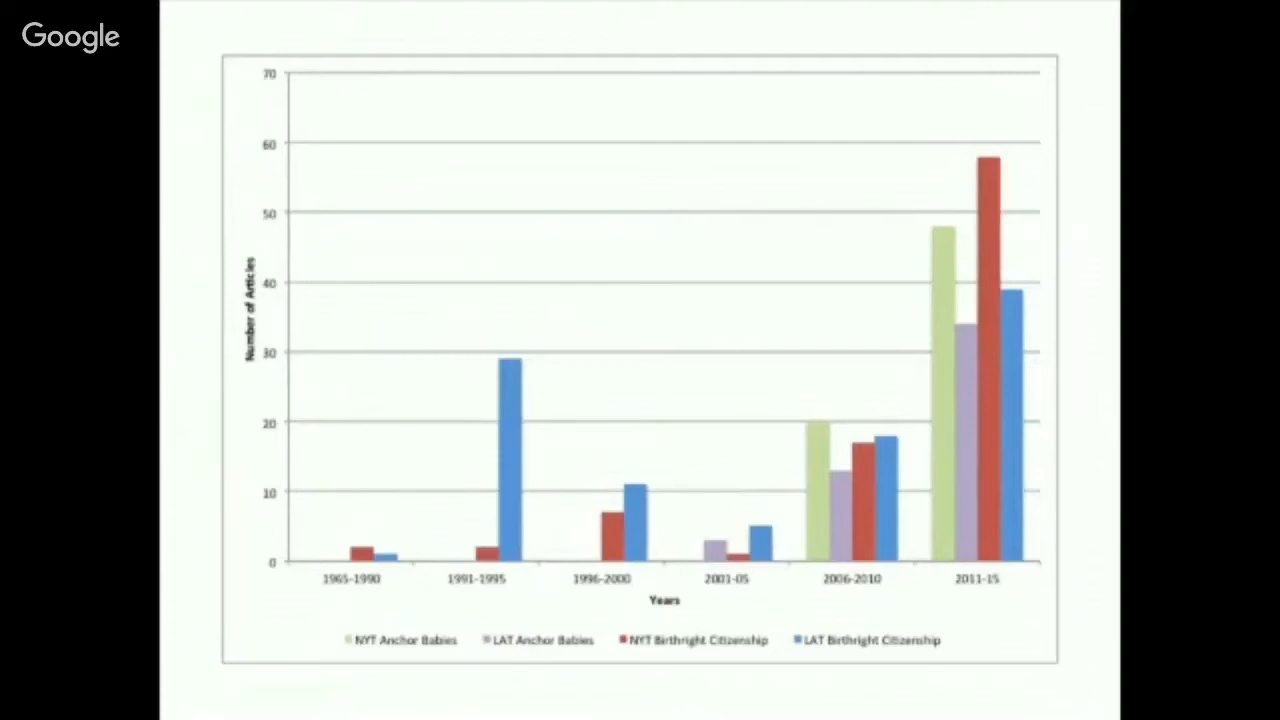 Google
70
60
50
40
30
20
10
0
Number of Articles
1965-1990 1991-1995 1996-2000 2001-05 2006-2010 2011-15
Years
NYT Anchor Babies LAT Anchor Babies NYT Birthright Citizenship LAT Birthright Citizenship